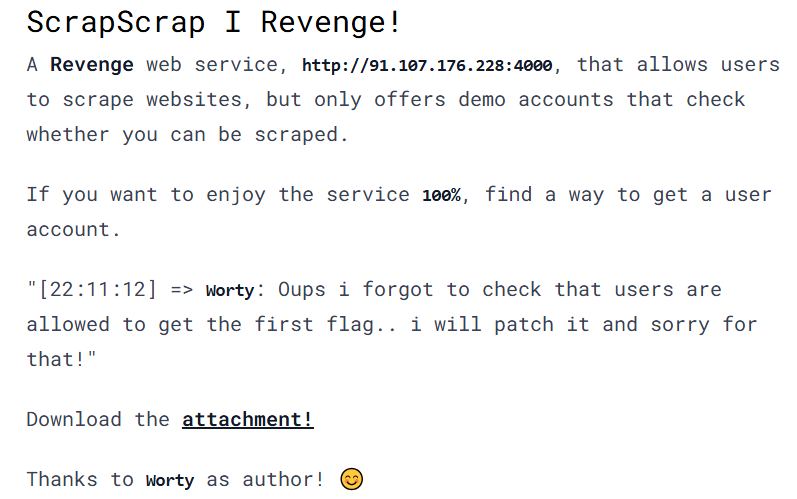 ScrapScrap I Revenge!
A Revenge web service, http://91.107.176.228:4000, that allows users
to scrape websites, but only offers demo accounts that check
whether you can be scraped.
If you want to enjoy the service 100%, find a way to get a user
account.
"[22:11:12] => Worty: Oups i forgot to check that users are
allowed to get the first flag.. i will patch it and sorry for
that!"
Download the attachment!
Thanks to Worty as author! 😊